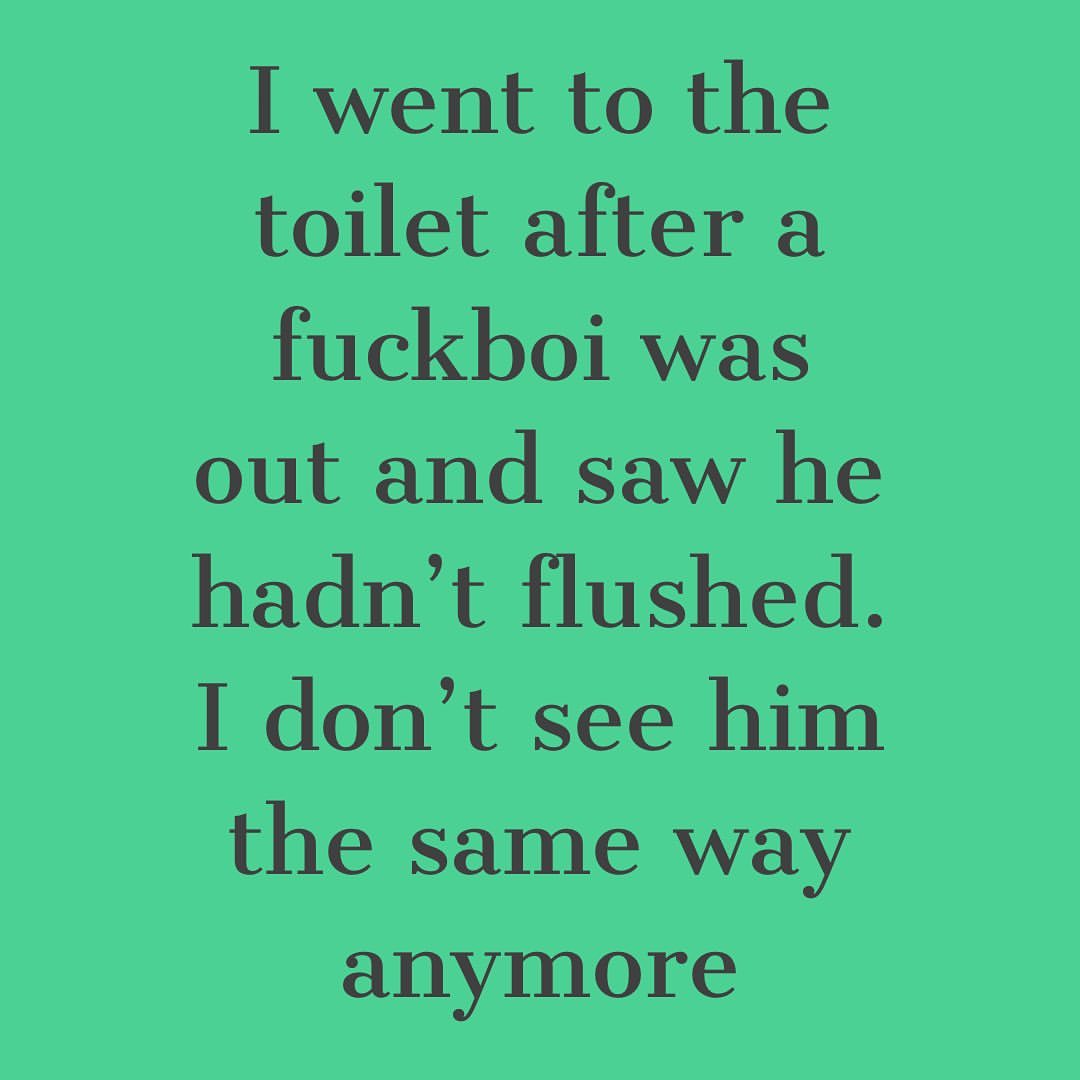 I went to the
toilet after a
fuckboi was
out and saw he
hadn’t flushed.
I don’t see him
the same way
anymore